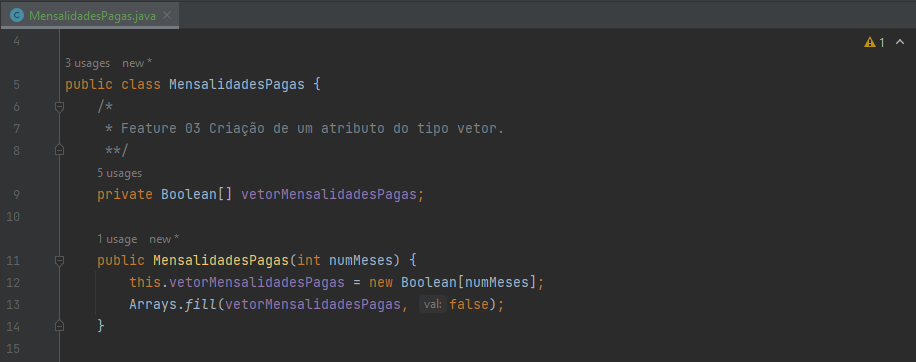 MensalidadesPagas.java
4
1
3 usages new *
5 public class MensalidadesPagas {
6 /*
7 * Feature 03 Criação de um atributo do tipo vetor.
8 **/
5 usages
9 private Boolean[] vetorMensalidadesPagas;
10
1 usage new *
11 public MensalidadesPagas(int numMeses) {
12 this.vetorMensalidadesPagas = new Boolean[numMeses];
13 Arrays.fill(vetorMensalidadesPagas, val: false);
14 }
15